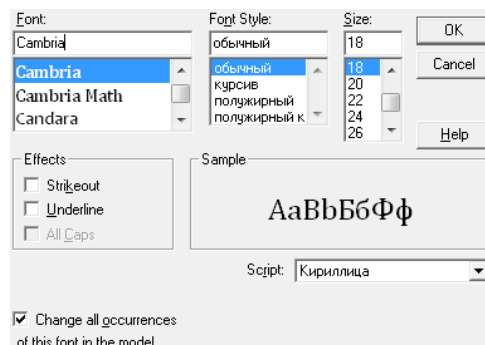 Font:
Font Style:
Size:
OK
Cambria
обычный
18
Cancel
Cambria
обычный
18
Cambria Math
курсив
20
Candara
полужирный
22
полужирный к
24
26
Help
Effects
Sample
Strikeout
Underline
All Caps
AaBbБбФф
Script:
Кириллица
Change all occurrences
of this font in the model